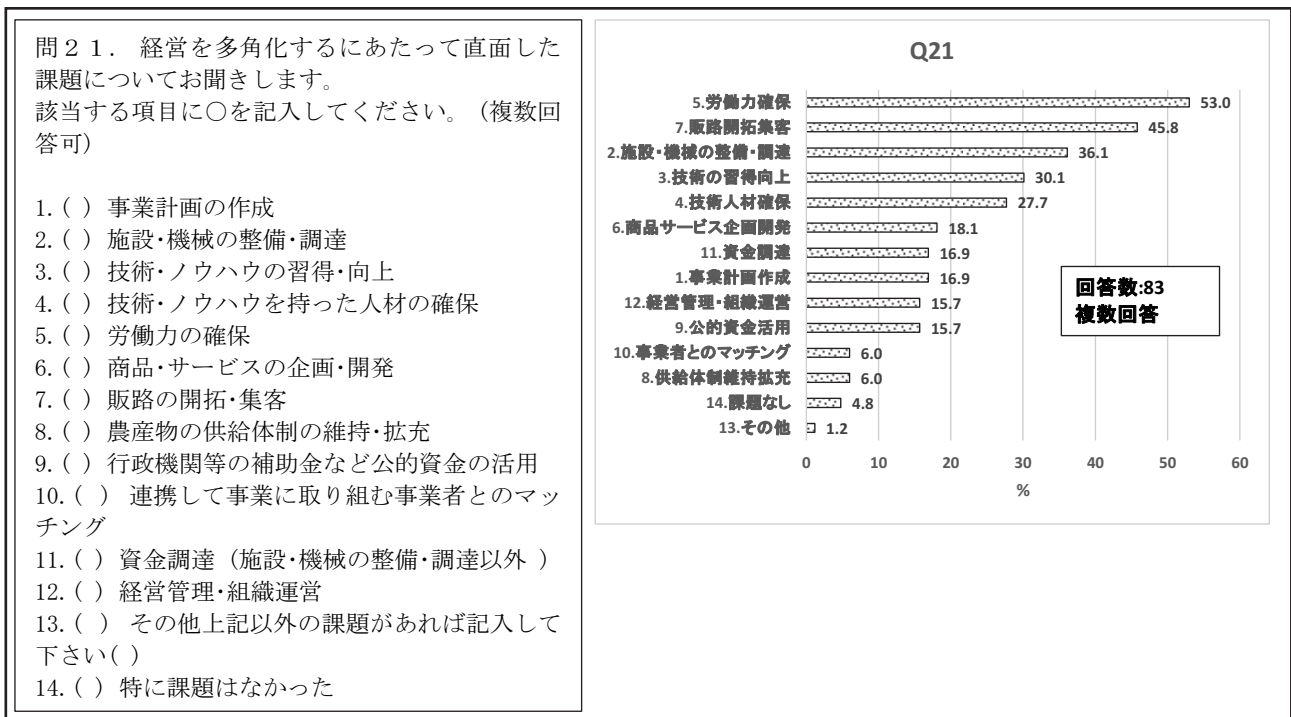 問21. 経営を多角化するにあたって直面した
課題についてお聞きします。
該当する項目に○を記入してください。(複数回
答可)
1.( ) 事業計画の作成
2.( ) 施設・機械の整備・調達
3.( ) 技術・ノウハウの習得・向上
4.( ) 技術・ノウハウを持った人材の確保
5.( ) 労働力の確保
6.( ) 商品・サービスの企画・開発
7.( ) 販路の開拓・集客
8.( ) 農産物の供給体制の維持・拡充
9.( ) 行政機関等の補助金など公的資金の活用
10.( ) 連携して事業に取り組む事業者とのマッ
チング
11.( ) 資金調達(施設・機械の整備・調達以外 )
12.( ) 経営管理・組織運営
13.( ) その他上記以外の課題があれば記入して
下さい( )
14.( ) 特に課題はなかった
Q21
5.労働力確保 53.0
7.販路開拓集客 45.8
2.施設・機械の整備・調達 36.1
3.技術の習得向上 30.1
4.技術人材確保 27.7
6.商品サービス企画開発 18.1
11.資金調達 16.9
1.事業計画作成 16.9
12.経営管理・組織運営 15.7
9.公的資金活用 15.7
10.事業者とのマッチング 6.0
8.供給体制維持拡充 6.0
14.課題なし 4.8
13.その他 1.2
回答数:83
複数回答
0 10 20 30 40 50 60
%